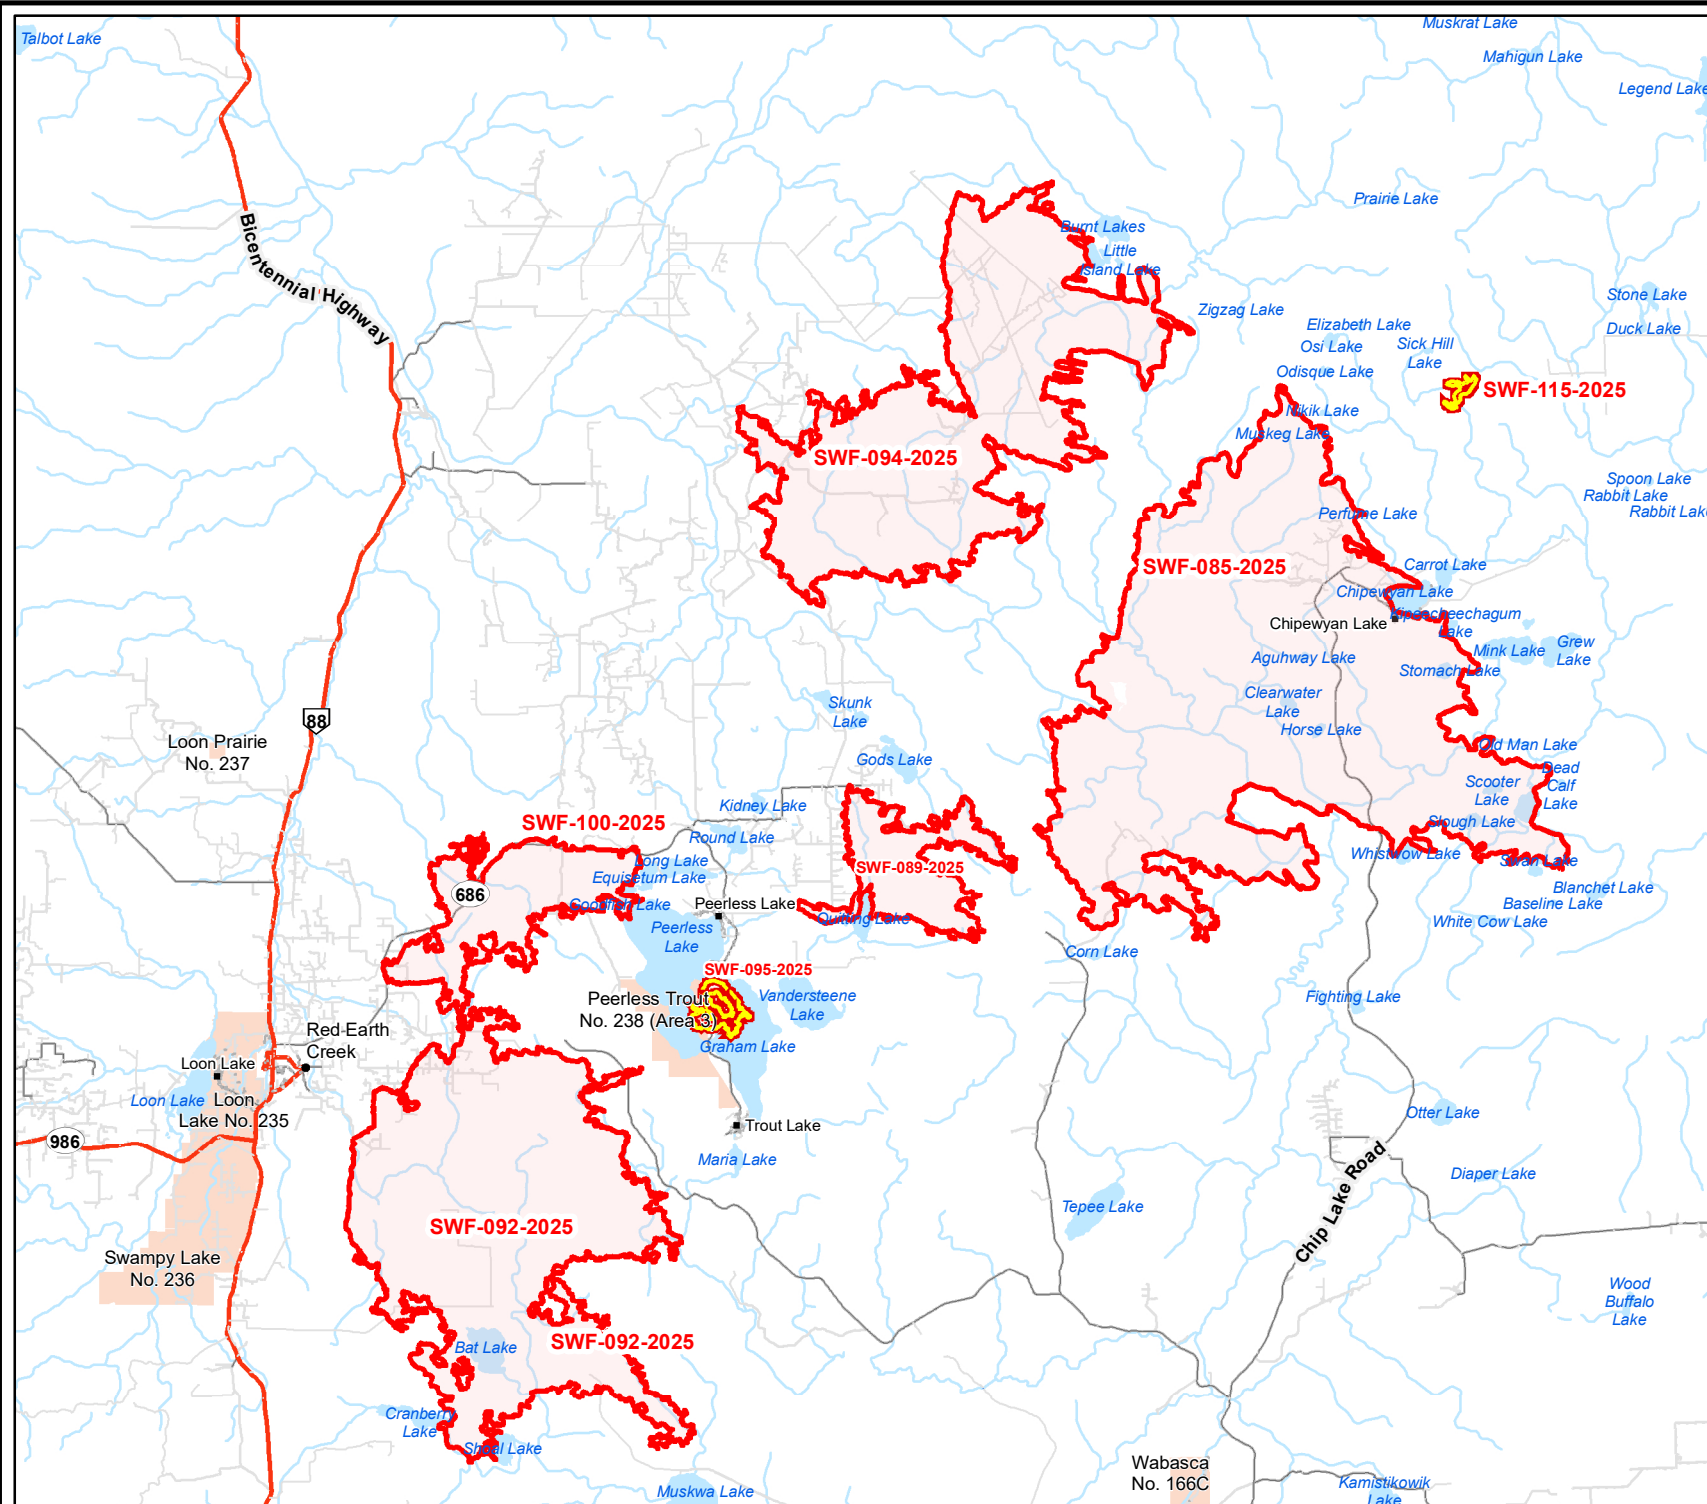 Talbot Lake
Muskrat Lake
Mahigun Lake
Legend Lake
Prairie Lake
Bicentennial Highway
Burnt Lakes
Little
Island Lake
Zigzag Lake
Stone Lake
Duck Lake
Elizabeth Lake
Osi Lake
Sick Hill
Lake
Odisque Lake
SWF-115-2025
Nikik Lake
Muskeg Lake
SWF-094-2025
Spoon Lake
Rabbit Lake
Rabbit Lake
Perfume Lake
SWF-085-2025
Carrot Lake
Chipewyan Lake
Kipeecheechagum
Lake
Chipewyan Lake
Mink Lake
Grew
Lake
Aguhway Lake
Stomach Lake
Clearwater
Lake
Horse Lake
Skunk
Lake
88
Loon Prairie
No. 237
Gods Lake
Old Man Lake
Dead
Calf
Lake
Scooter
Lake
Slough Lake
Kidney Lake
SWF-100-2025
Round Lake
Long Lake
Equisetum Lake
SWF-089-2025
Whistwow Lake
Swan Lake
686
Goodfish Lake
Peerless Lake
Quitting Lake
Blanchet Lake
Baseline Lake
White Cow Lake
Peerless
Lake
Corn Lake
SWF-095-2025
Peerless Trout
No. 238 (Area 3)
Vandersteene
Lake
Fighting Lake
Graham Lake
Red Earth
Creek
Loon Lake
Loon Lake
Loon
Lake No. 235
986
Trout Lake
Otter Lake
Maria Lake
Diaper Lake
Chip Lake Road
Tepee Lake
SWF-092-2025
Swampy Lake
No. 236
Wood
Buffalo
Lake
SWF-092-2025
Bat Lake
Cranberry
Lake
Shoal Lake
Muskwa Lake
Wabasca
No. 166C
Kamistikowik
Lake